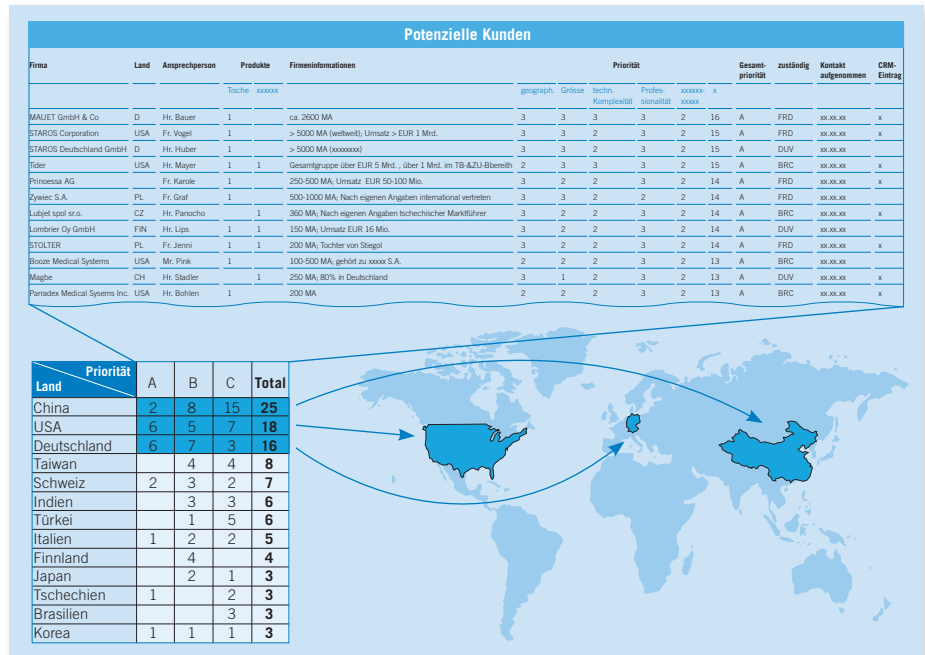 Potenzielle Kunden
Firma Land Ansprechperson Produkte Firmeninformationen Priorität Gesamt- zuständig Kontakt CRM-
priorität aufgenommen Eintrag
Tische xxxxxx geograph. Grösse techn. Profes- xxxxxx- x
Komplexität sionalität xxxxx
MAUET GmbH & Co D Hr. Bauer 1 ca. 2600 MA 3 3 3 3 2 16 A FRD xx.xx.xx x
STAROS Corporation USA Fr. Vogel 1 > 5000 MA (weltweit); Umsatz > EUR 1 Mrd. 3 3 2 3 2 15 A FRD xx.xx.xx
STAROS Deutschland GmbH D Hr. Huber 1 > 5000 MA (xxxxxxxx) 3 3 2 3 2 15 A DUV xx.xx.xx
Tider USA Hr. Mayer 1 1 Gesamtgruppe über EUR 5 Mrd. , über 1 Mrd. im TB-&ZU-Bbereith 2 3 3 3 2 15 A BRC xx.xx.xx x
Prinoessa AG Fr. Karole 1 250-500 MA; Umsatz EUR 50-100 Mio. 3 2 2 3 2 14 A FRD xx.xx.xx x
Zywiec S.A. PL Fr. Graf 1 500-1000 MA; Nach eigenen Angaben international vertreten 3 2 2 3 2 14 A FRD xx.xx.xx
Lubjet spol sr.o. CZ Hr. Panocho 1 360 MA; Nach eigenen Angaben tschechischer Marktführer 3 2 2 3 2 14 A BRC xx.xx.xx x
Lombrier Oy GmbH FIN Hr. Lips 1 1 150 MA; Umsatz EUR 16 Mio. 3 2 2 3 2 14 A DUV xx.xx.xx
STOLTER PL Fr. Jenni 1 1 200 MA; Tochter von Stiegol 3 2 2 3 2 14 A FRD xx.xx.xx x
Booze Medical Systems USA Mr. Pink 1 100-500 MA; gehört zu xxxxx S.A. 2 2 2 3 2 13 A BRC xx.xx.xx
Magbe CH Hr. Stadler 1 250 MA; 80% in Deutschland 3 1 2 3 2 13 A DUV xx.xx.xx x
Parradex Medical Sysems Inc. USA Hr. Bohlen 1 200 MA 2 2 2 3 2 13 A BRC xx.xx.xx x
Priorität
Land A B C Total
China 2 8 15 25
USA 6 5 7 18
Deutschland 6 7 3 16
Taiwan 4 4 8
Schweiz 2 3 2 7
Indien 3 3 6
Türkei 1 5 6
Italien 1 2 2 5
Finnland 4 4
Japan 2 1 3
Tschechien 1 2 3
Brasilien 3 3
Korea 1 1 1 3